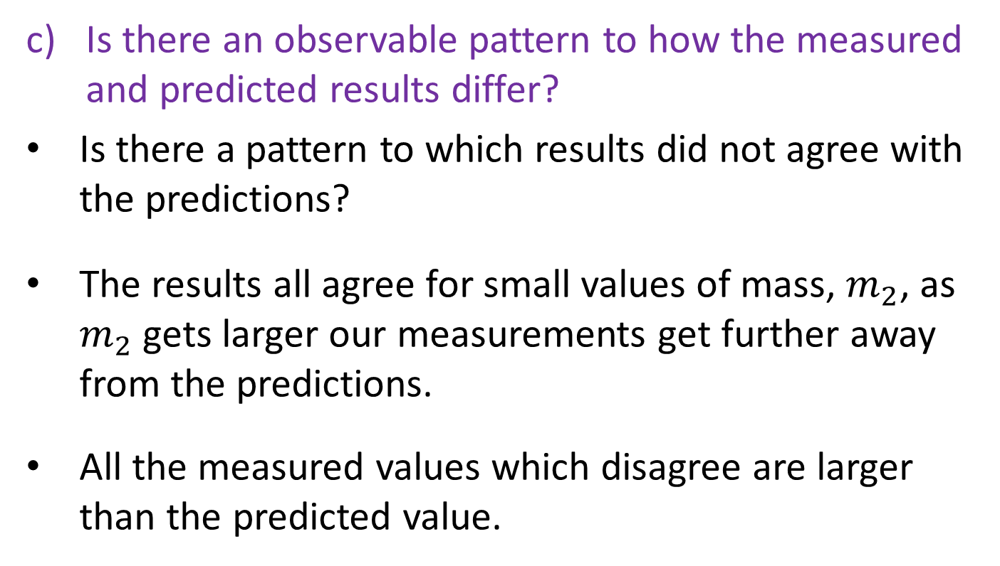 c) Is there an observable pattern to how the measured
and predicted results differ?
• Is there a pattern to which results did not agree with
the predictions?
• The results all agree for small values of mass, m₂, as
m₂ gets larger our measurements get further away
from the predictions.
• All the measured values which disagree are larger
than the predicted value.